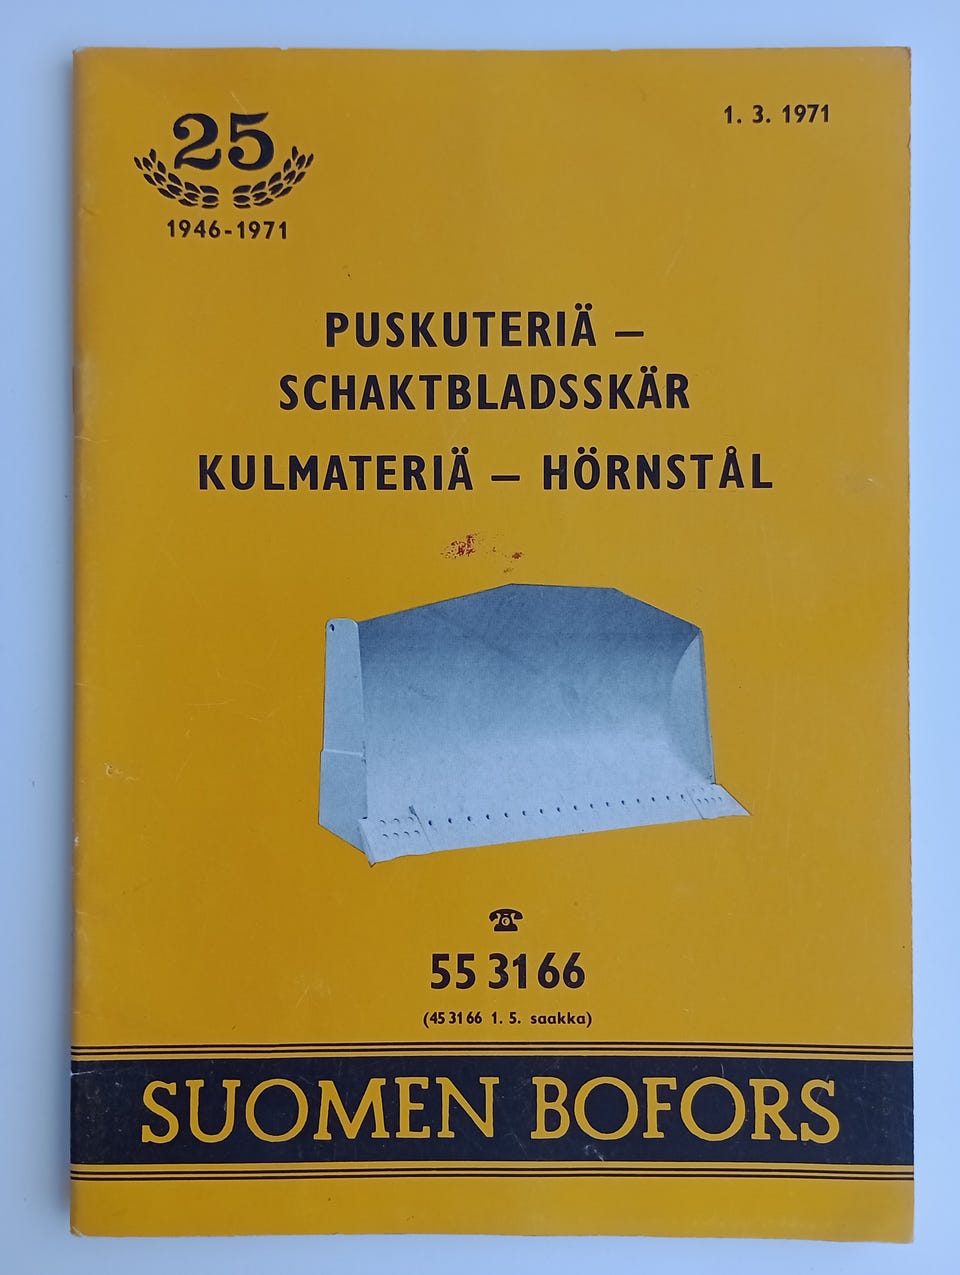 25
1946-1971
1. 3. 1971
PUSKUTERIÄ –
SCHAKTBLADSSKÄR
KULMATERIÄ – HÖRNSTÅL
55 31 66
(45 31 66 1. 5. saakka)
SUOMEN BOFORS